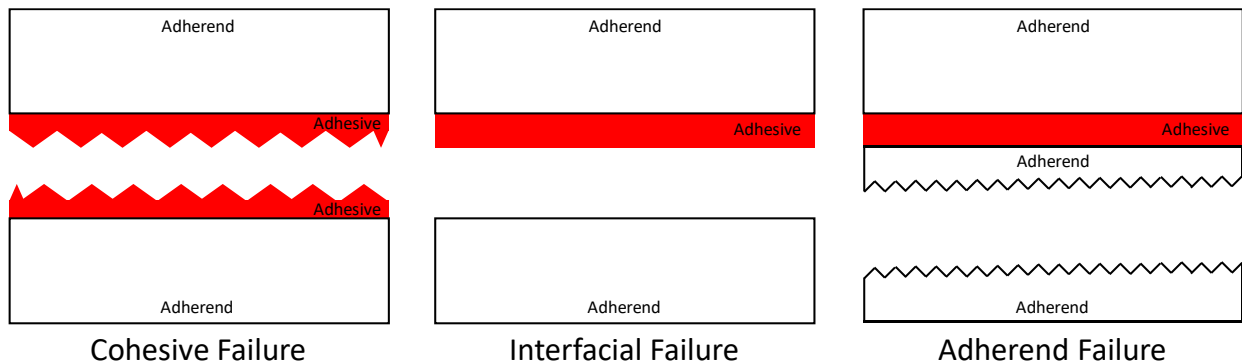 Adherend
Adhesive
Adhesive
Adherend
Cohesive Failure
Adherend
Adhesive
Adherend
Interfacial Failure
Adherend
Adhesive
Adherend
Adherend
Adherend Failure